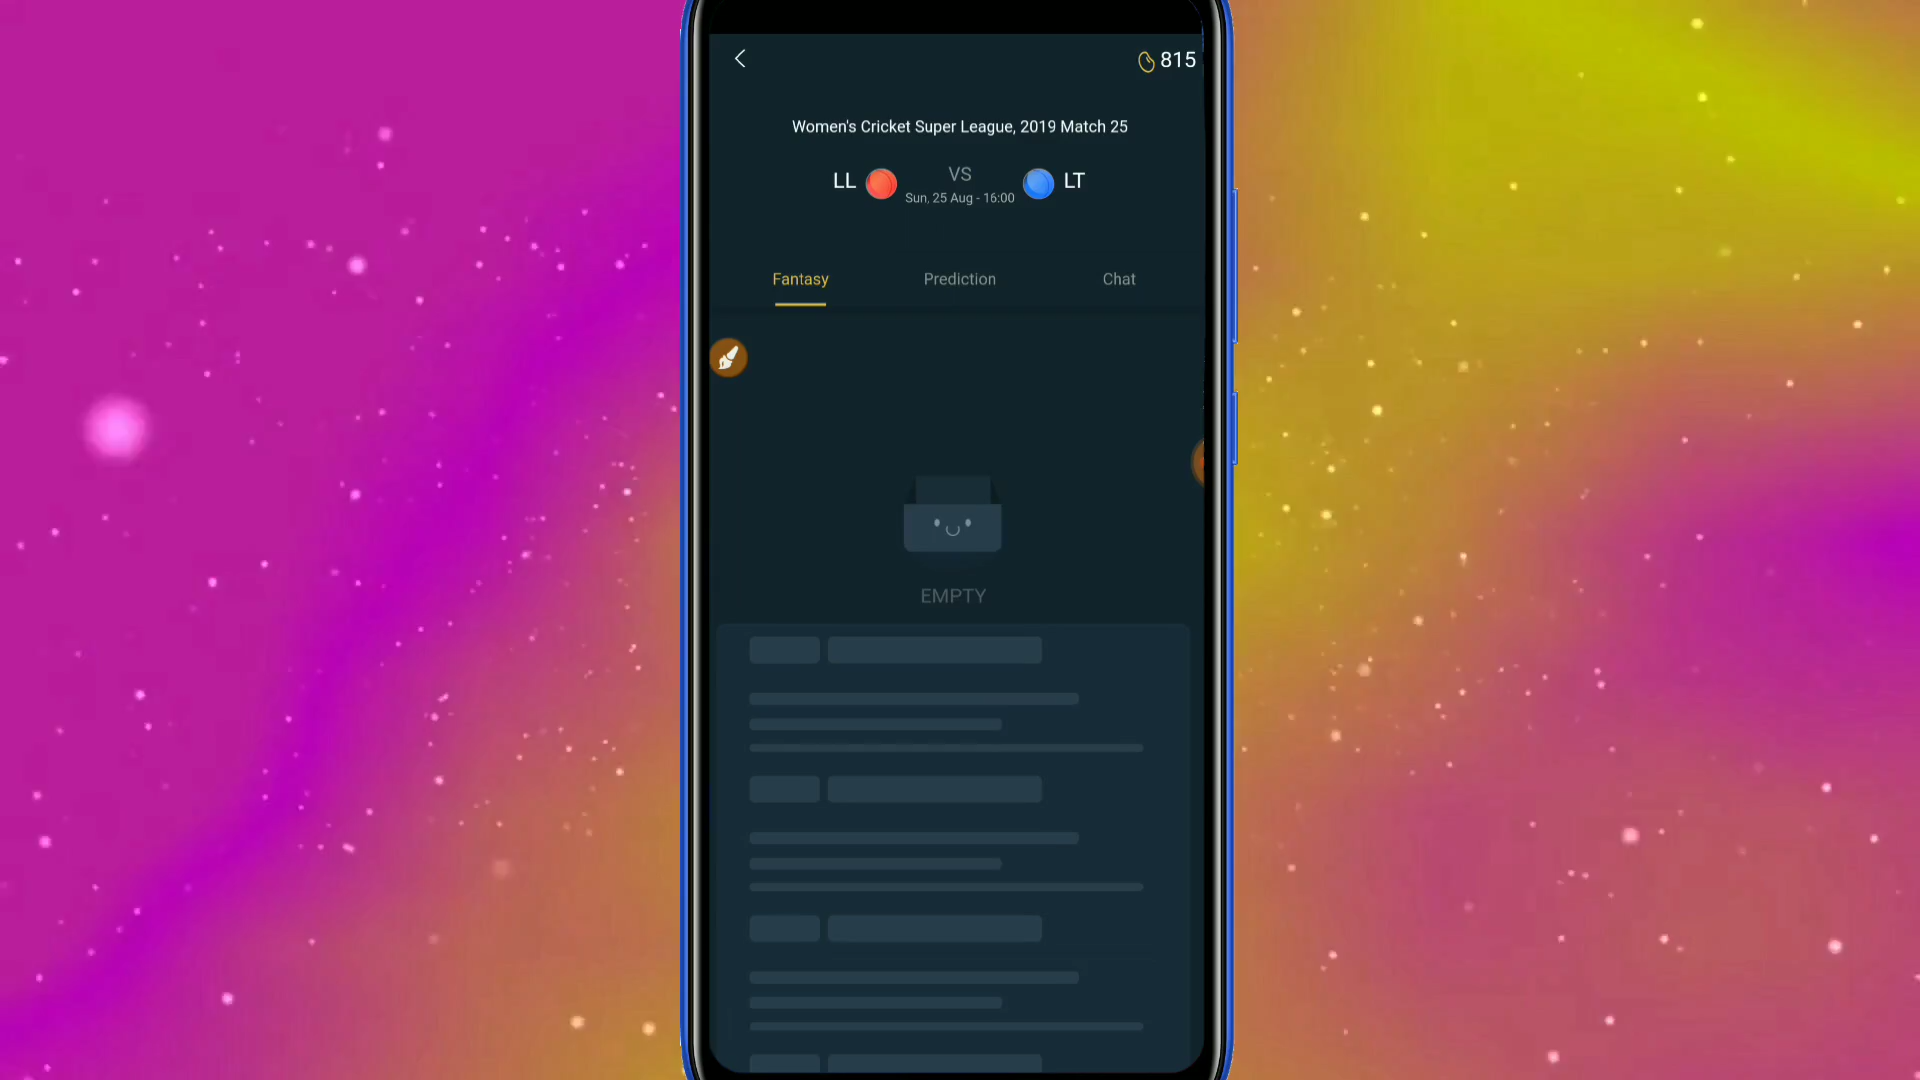 815
Women's Cricket Super League, 2019 Match 25
LL VS LT
Sun, 25 Aug - 16:00
Fantasy Prediction Chat
EMPTY